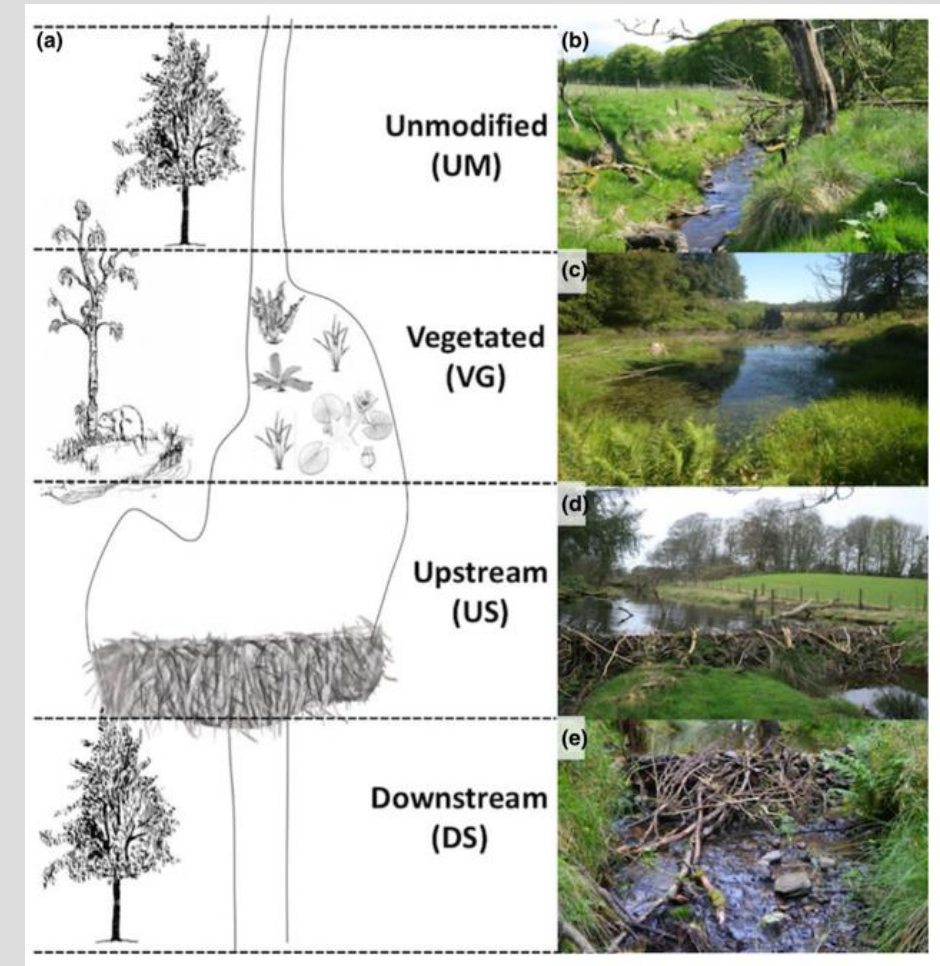 (a)
Unmodified
(UM)
(b)
Vegetated
(VG)
(c)
Upstream
(US)
(d)
Downstream
(DS)
(e)